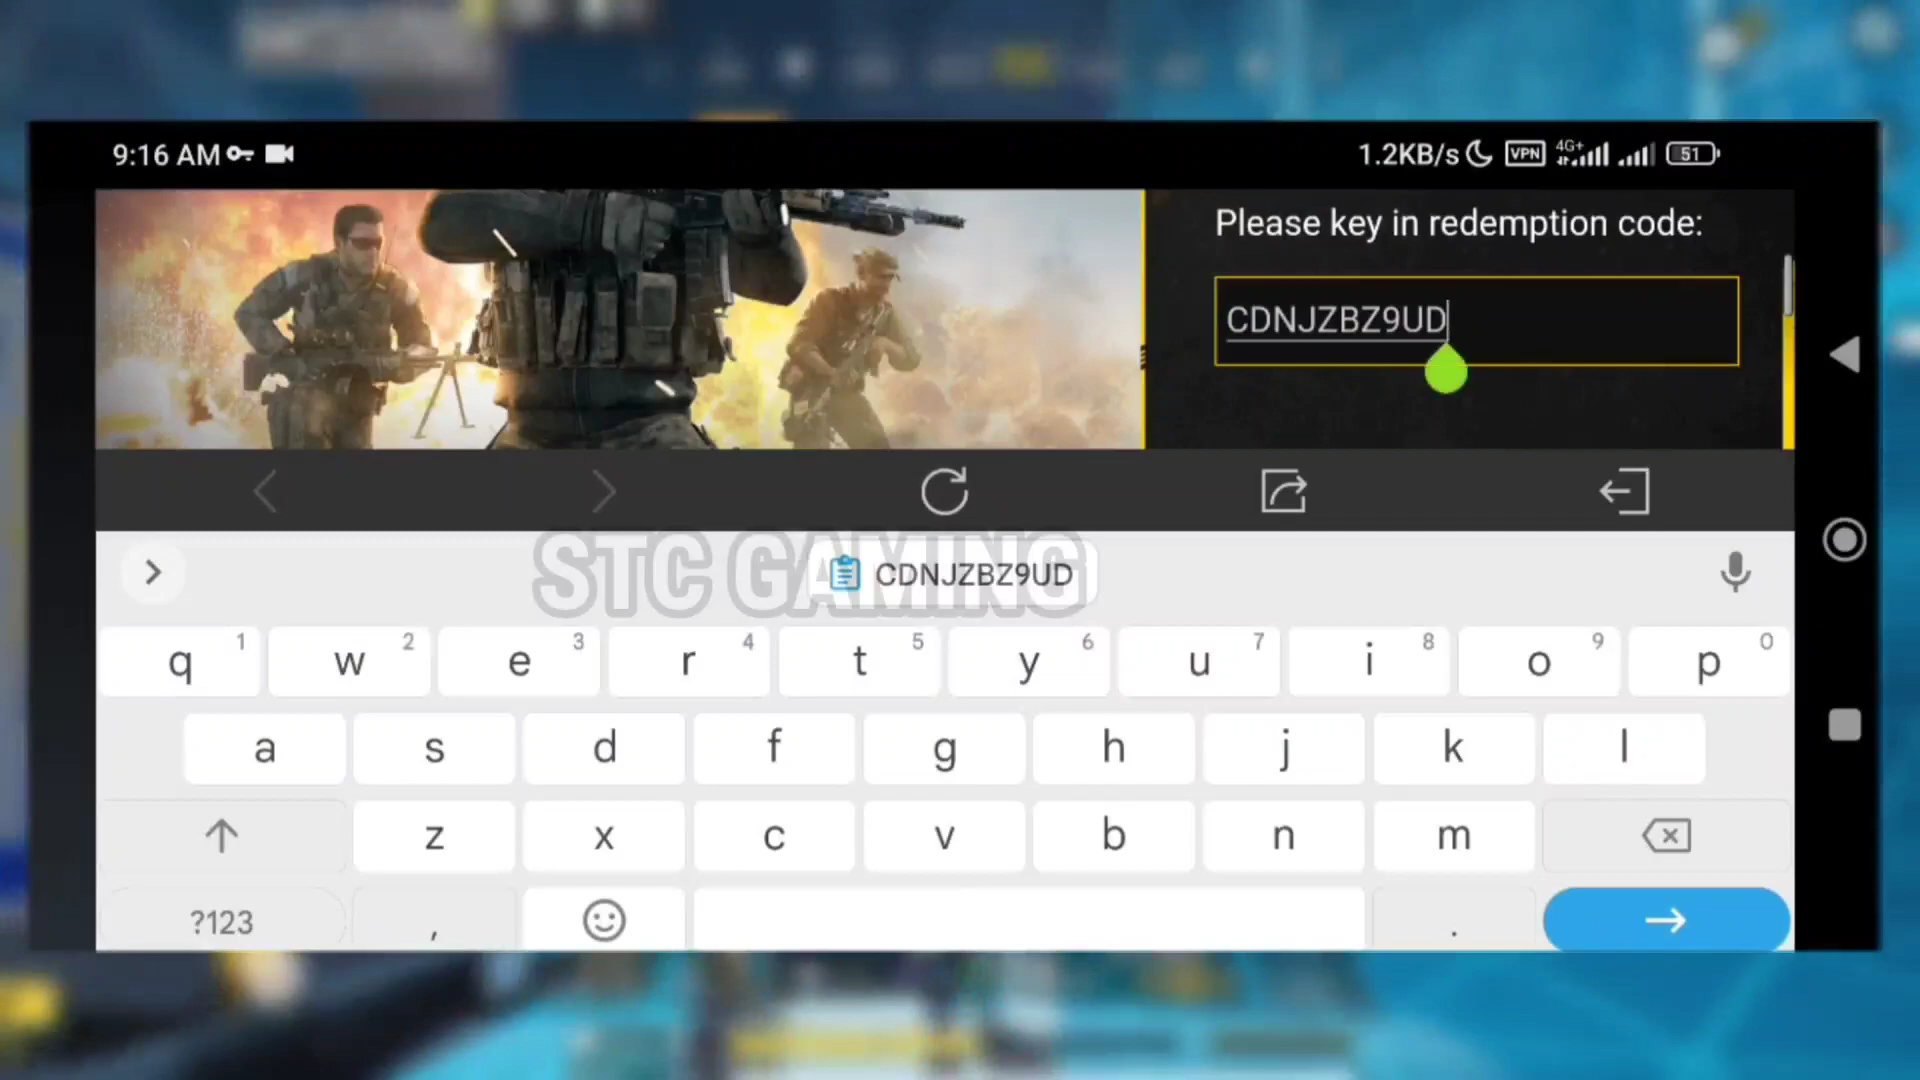 9:16 AM
1.2KB/s VPN 4G+ 51
Please key in redemption code:
CDNJZBZ9UD
STC GAMING
CDNJZBZ9UD
q 1 w 2 e 3 r 4 t 5 y 6 u 7 i 8 o 9 p 0
a s d f g h j k l
z x c v b n m
?123 , .